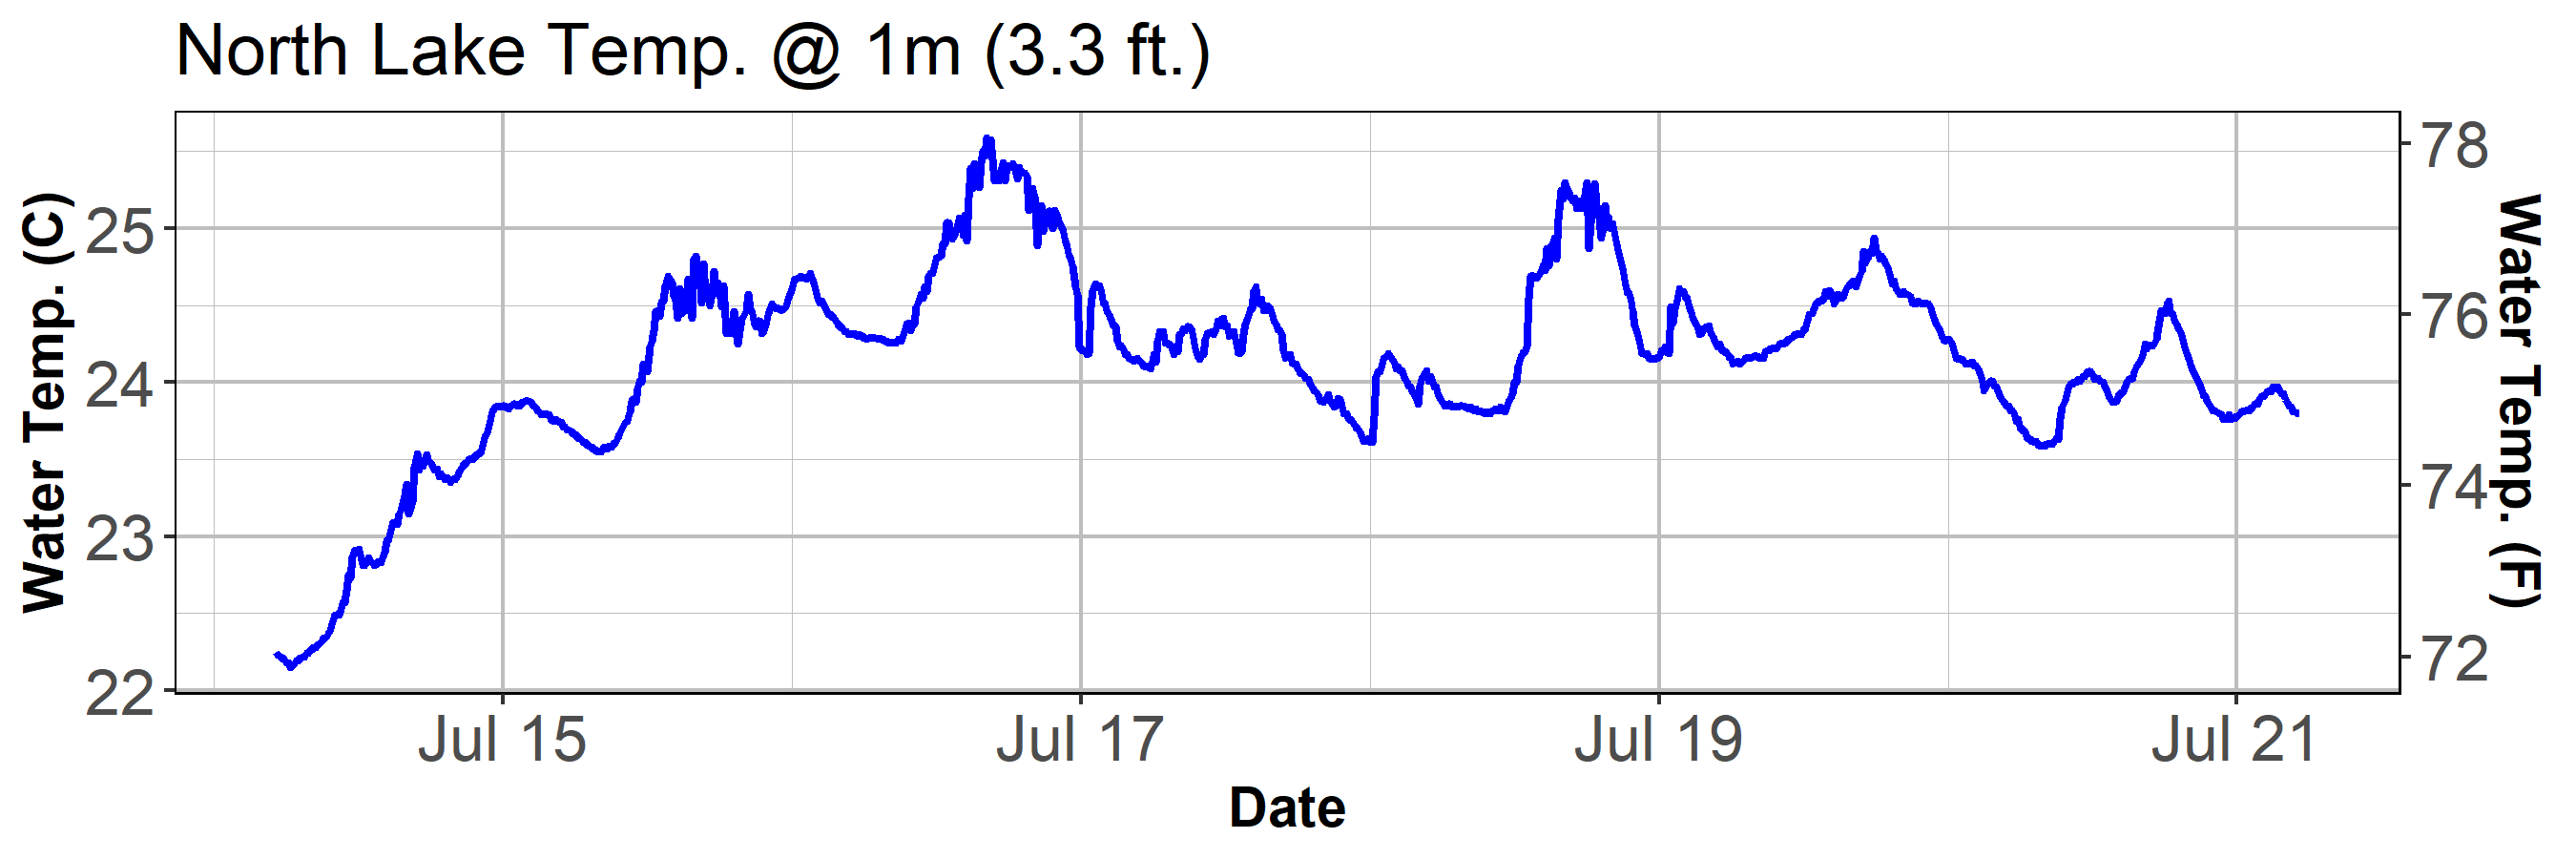 North Lake Temp. @ 1m (3.3 ft.)
Water Temp. (C)
25
24
23
22
78
76
74
72
Water Temp. (F)
Jul 15
Jul 17
Jul 19
Jul 21
Date